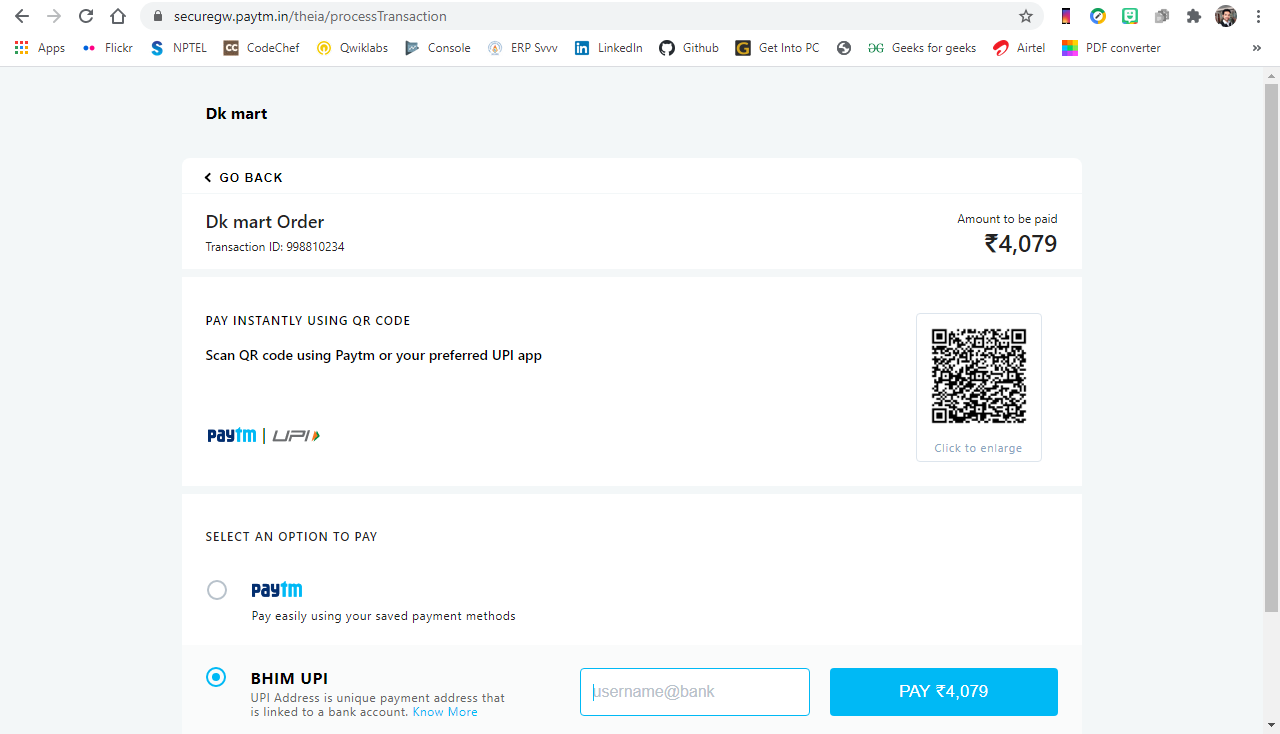 securegw.paytm.in/theia/processTransaction
Apps Flickr NPTEL CC CodeChef Qwiklabs Console ERP Svvv in LinkedIn Github G Get Into PC GG Geeks for geeks Airtel PDF converter »
Dk mart
GO BACK
Dk mart Order
Transaction ID: 998810234
Amount to be paid
₹4,079
PAY INSTANTLY USING QR CODE
Scan QR code using Paytm or your preferred UPI app
paytm | UPI
Click to enlarge
SELECT AN OPTION TO PAY
paytm
Pay easily using your saved payment methods
BHIM UPI
UPI Address is unique payment address that
is linked to a bank account. Know More
username@bank
PAY ₹4,079